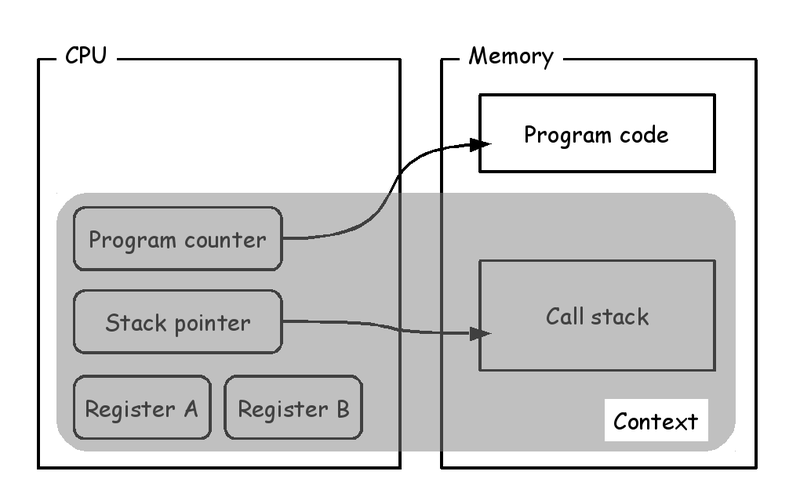 CPU
Memory
Program code
Program counter
Stack pointer
Call stack
Register A
Register B
Context